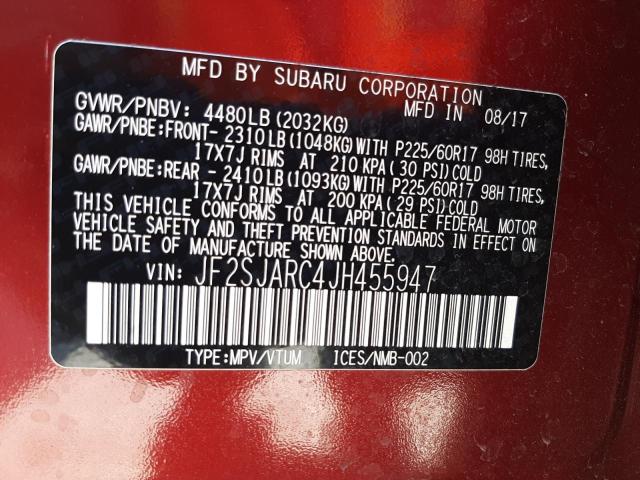 MFD BY SUBARU CORPORATION
GVWR/PNBV: 4480LB (2032KG) MFD IN 08/17
GAWR/PNBE:FRONT- 2310LB (1048KG) WITH P225/60R17 98H TIRES,
17X7J RIMS AT 210 KPA (30 PSI) COLD
GAWR/PNBE:REAR - 2410LB (1093KG) WITH P225/60R17 98H TIRES,
17X7J RIMS AT 200 KPA (29 PSI) COLD
THIS VEHICLE CONFORMS TO ALL APPLICABLE FEDERAL MOTOR
VEHICLE SAFETY AND THEFT PREVENTION STANDARDS IN EFFECT ON
THE DATE OF MANUFACTURE SHOWN ABOVE.
VIN: JF2SJARC4JH455947
TYPE:MPV/VTUM ICES/NMB-002